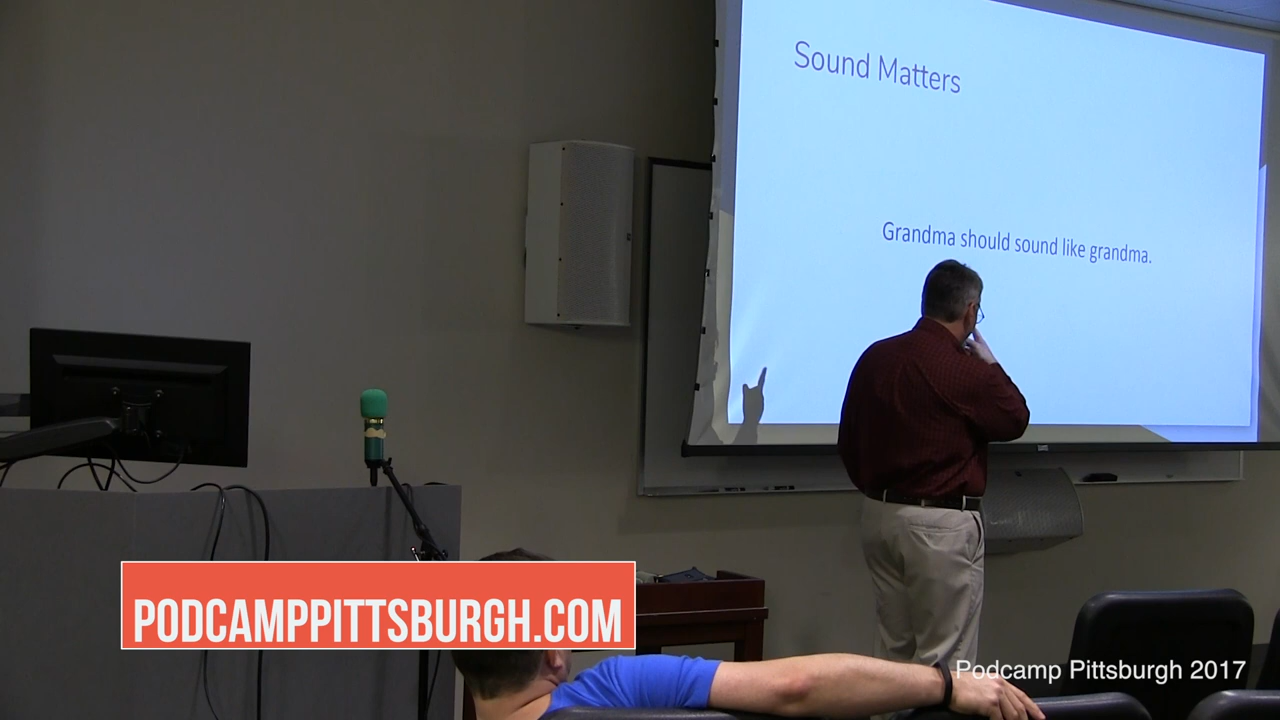 Sound Matters
Grandma should sound like grandma.
PODCAMPPITTSBURGH.COM
Podcamp Pittsburgh 2017